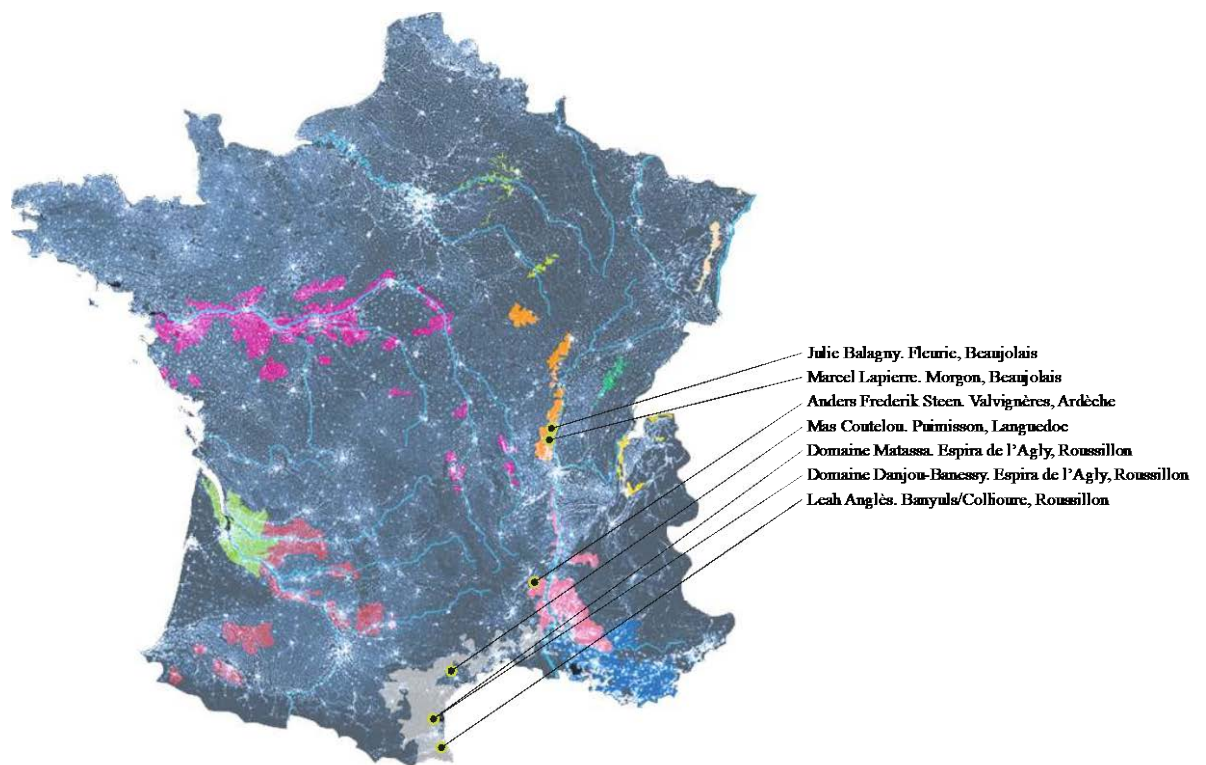 Julie Balagny. Fleurie, Beaujolais
Marcel Lapierre. Morgon, Beaujolais
Anders Frederik Steen. Valvignères, Ardèche
Mas Coutelou. Puimisson, Languedoc
Domaine Matassa. Espira de l'Agly, Roussillon
Domaine Danjou-Banessy. Espira de l'Agly, Roussillon
Leah Anglès. Banyuls/Collioure, Roussillon